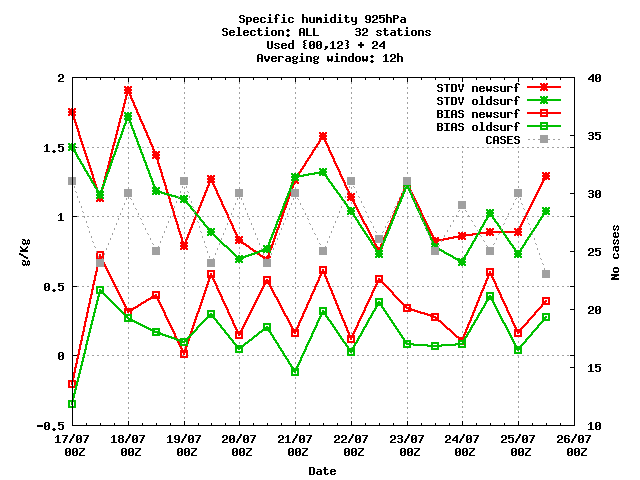 Specific humidity 925hPa
Selection: ALL 32 stations
Used {00,12} + 24
Averaging window: 12h
STDV newsurf
STDV oldsurf
BIAS newsurf
BIAS oldsurf
CASES
2
1.5
1
0.5
0
-0.5
g/Kg
40
35
30
25
20
15
10
No cases
17/07 18/07 19/07 20/07 21/07 22/07 23/07 24/07 25/07 26/07
00Z 00Z 00Z 00Z 00Z 00Z 00Z 00Z 00Z 00Z
Date